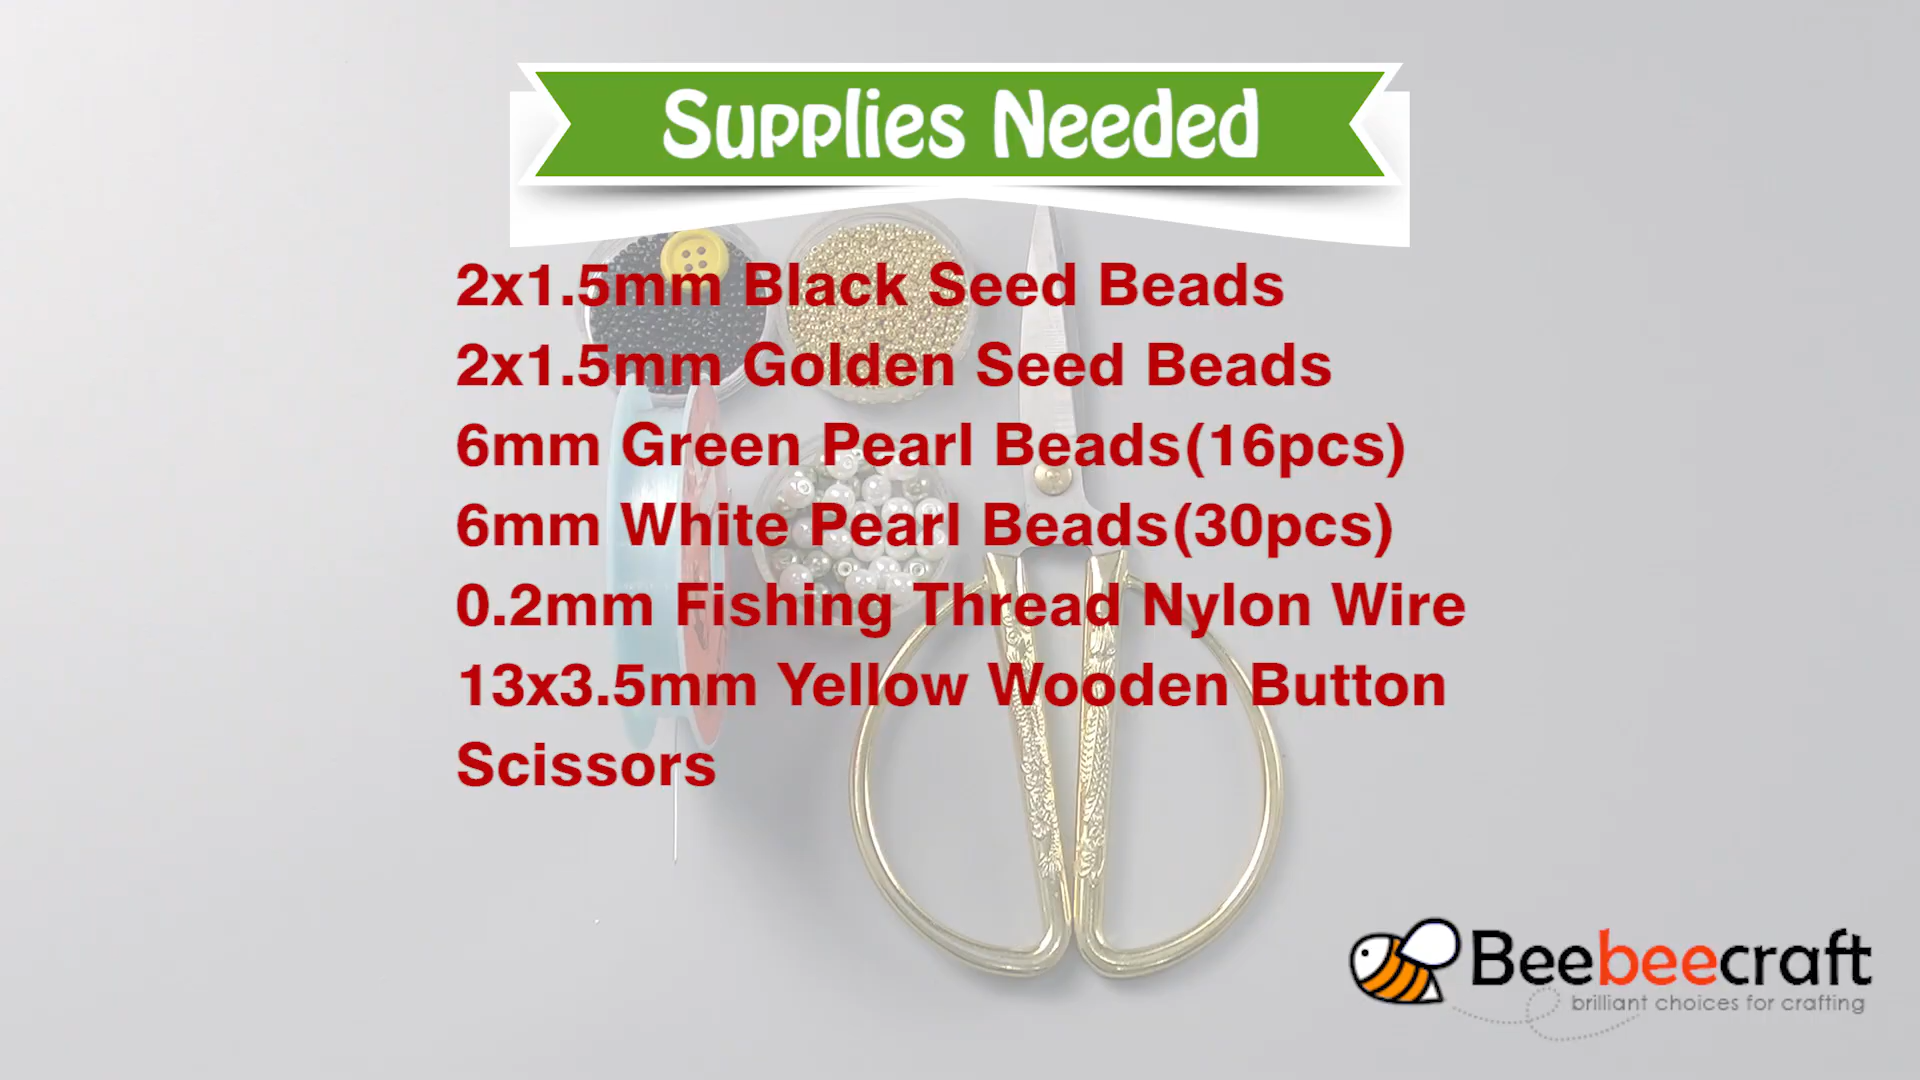 Supplies Needed
2x1.5mm Black Seed Beads
2x1.5mm Golden Seed Beads
6mm Green Pearl Beads(16pcs)
6mm White Pearl Beads(30pcs)
0.2mm Fishing Thread Nylon Wire
13x3.5mm Yellow Wooden Button
Scissors
Beebeecraft
brilliant choices for crafting